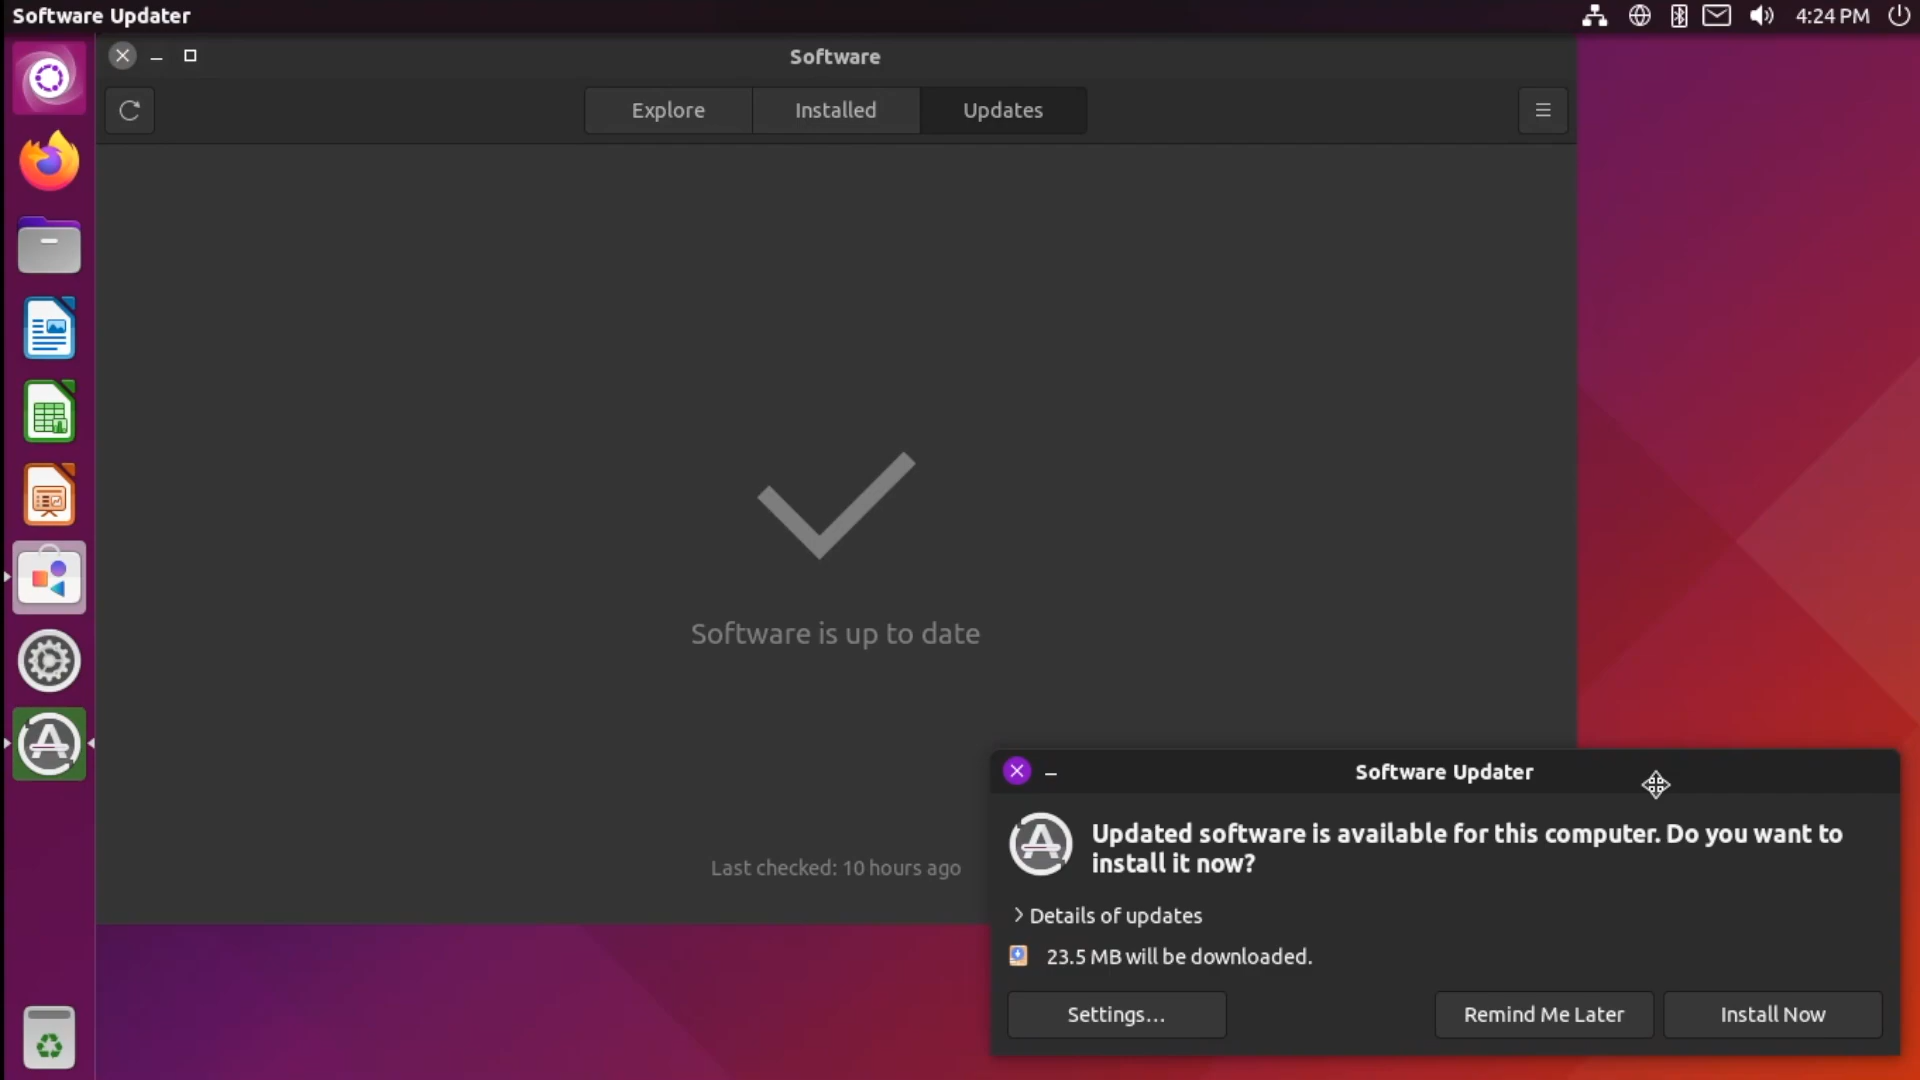 Software Updater
4:24 PM
Software
Explore
Installed
Updates
Software is up to date
Last checked: 10 hours ago
Software Updater
Updated software is available for this computer. Do you want to
install it now?
Details of updates
23.5 MB will be downloaded.
Settings...
Remind Me Later
Install Now